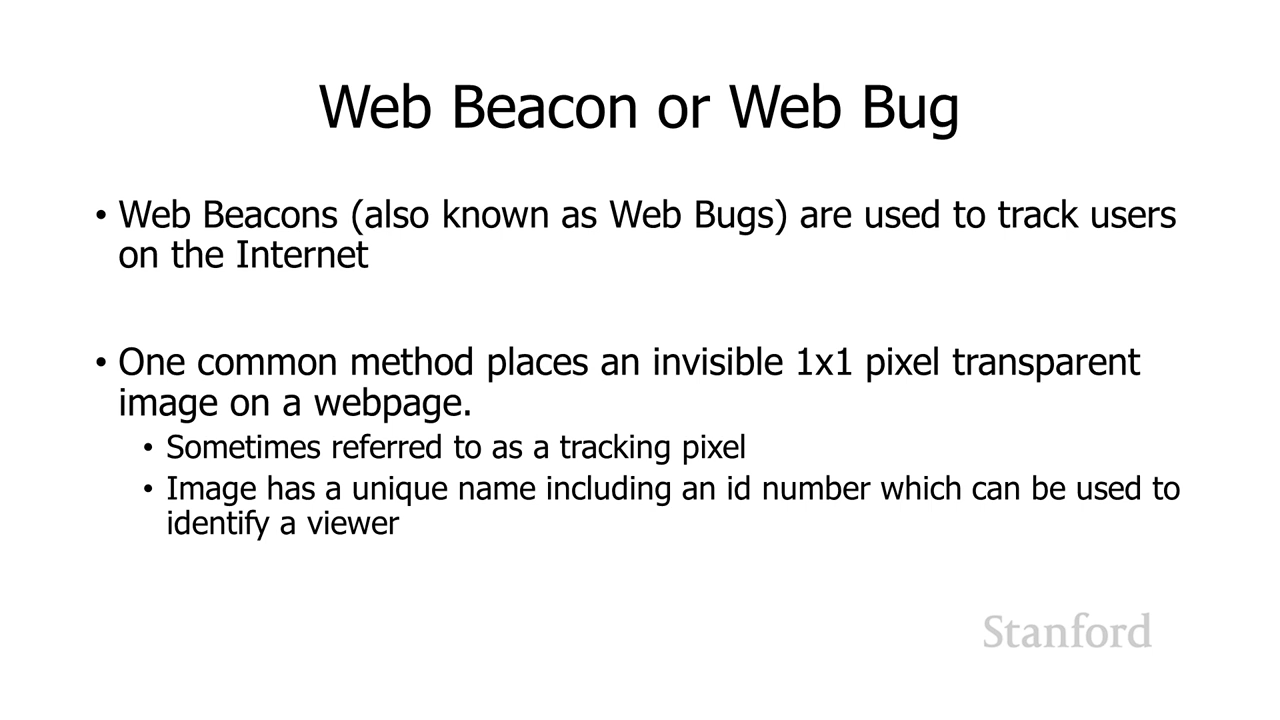 Web Beacon or Web Bug
• Web Beacons (also known as Web Bugs) are used to track users
on the Internet
• One common method places an invisible 1x1 pixel transparent
image on a webpage.
• Sometimes referred to as a tracking pixel
• Image has a unique name including an id number which can be used to
identify a viewer
Stanford